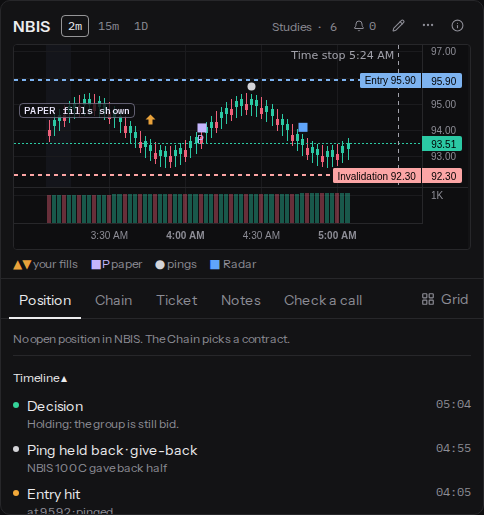 NBIS 2m 15m 1D Studies · 6 0
Time stop 5:24 AM 97.00
Entry 95.90 95.90
PAPER fills shown 95.00
94.00
93.51
93.00
Invalidation 92.30 92.30
1K
3:30 AM 4:00 AM 4:30 AM 5:00 AM
your fills P paper pings Radar
Position Chain Ticket Notes Check a call Grid
No open position in NBIS. The Chain picks a contract.
Timeline
Decision 05:04
Holding: the group is still bid.
Ping held back · give-back 04:55
NBIS 100C gave back half
Entry hit 04:05
at 95.92: pinged